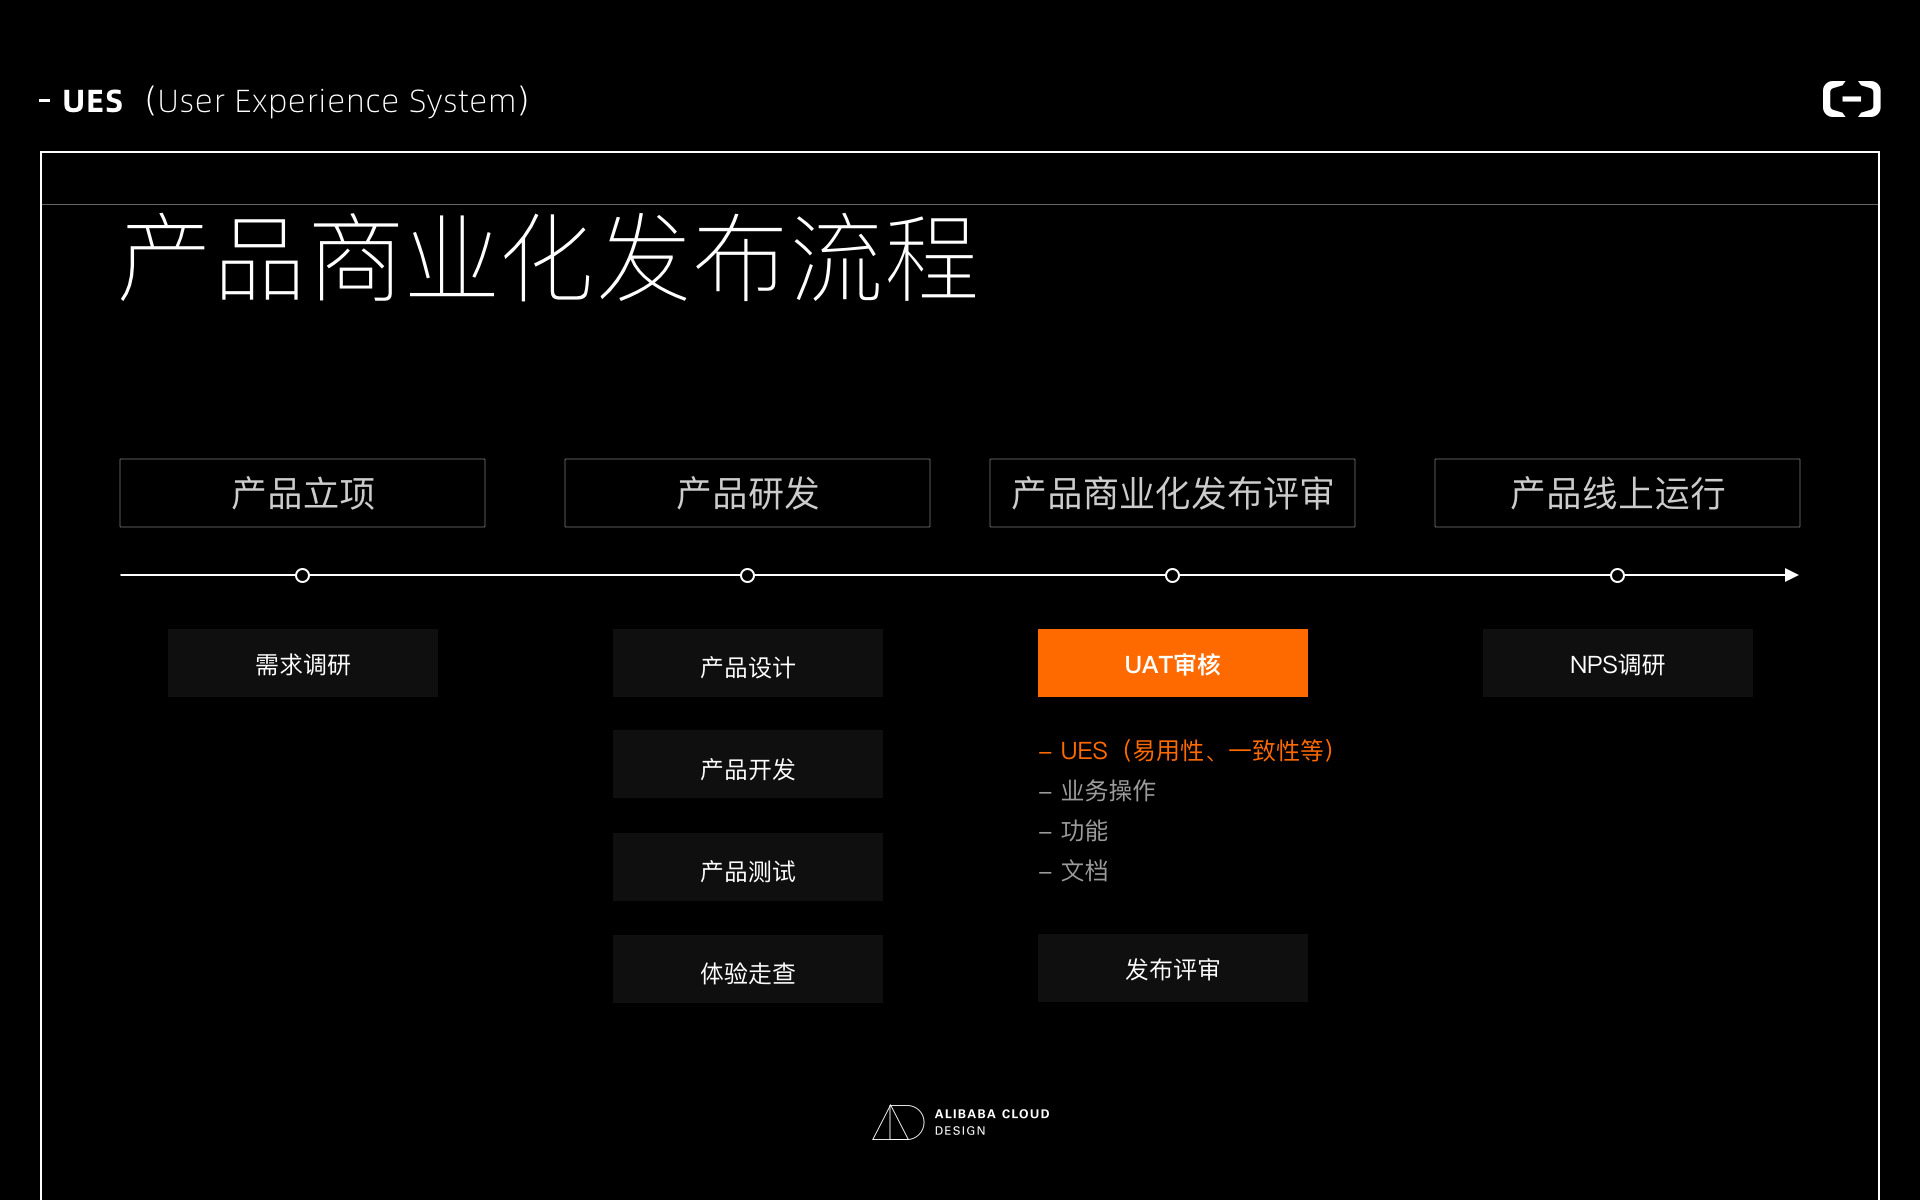 - UES（User Experience System）
产品商业化发布流程
产品立项
产品研发
产品商业化发布评审
产品线上运行
需求调研
产品设计
产品开发
产品测试
体验走查
UAT审核
– UES（易用性、一致性等）
– 业务操作
– 功能
– 文档
发布评审
NPS调研
ALIBABA CLOUD
DESIGN